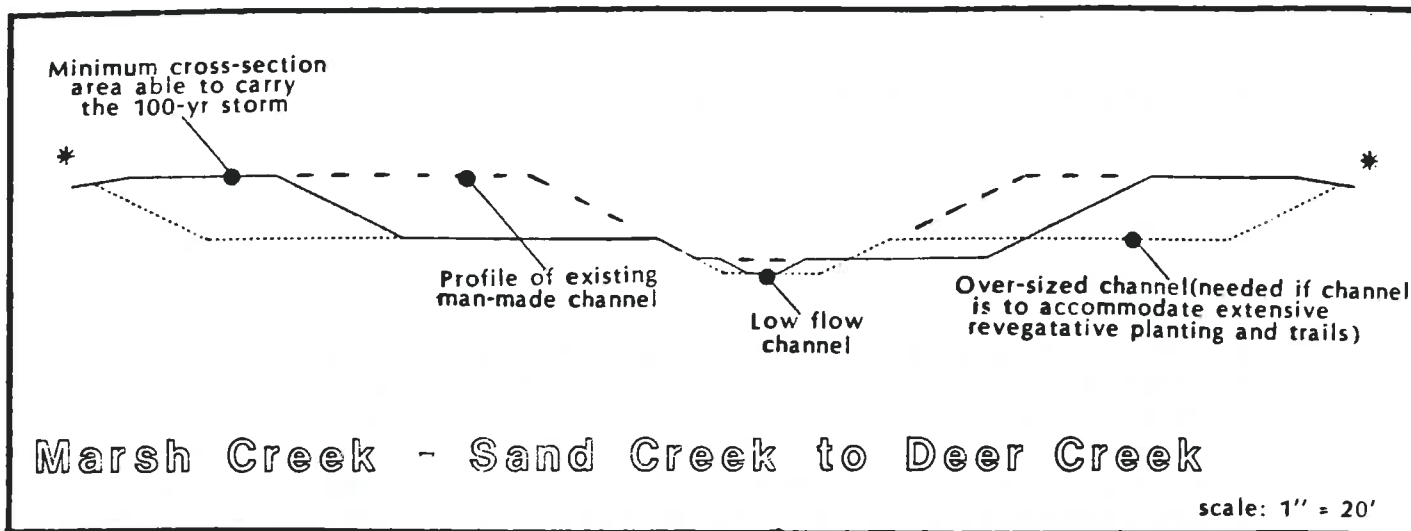 Minimum cross-section
area able to carry
the 100-yr storm
*
*
Profile of existing
man-made channel
Low flow
channel
Over-sized channel(needed if channel
is to accommodate extensive
revegatative planting and trails)
Marsh Creek - Sand Creek to Deer Creek
scale: 1" = 20'